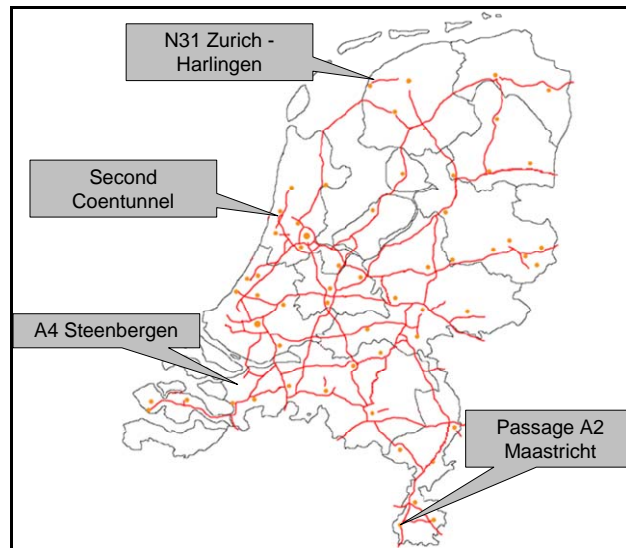 N31 Zurich -
Harlingen
Second
Coentunnel
A4 Steenbergen
Passage A2
Maastricht